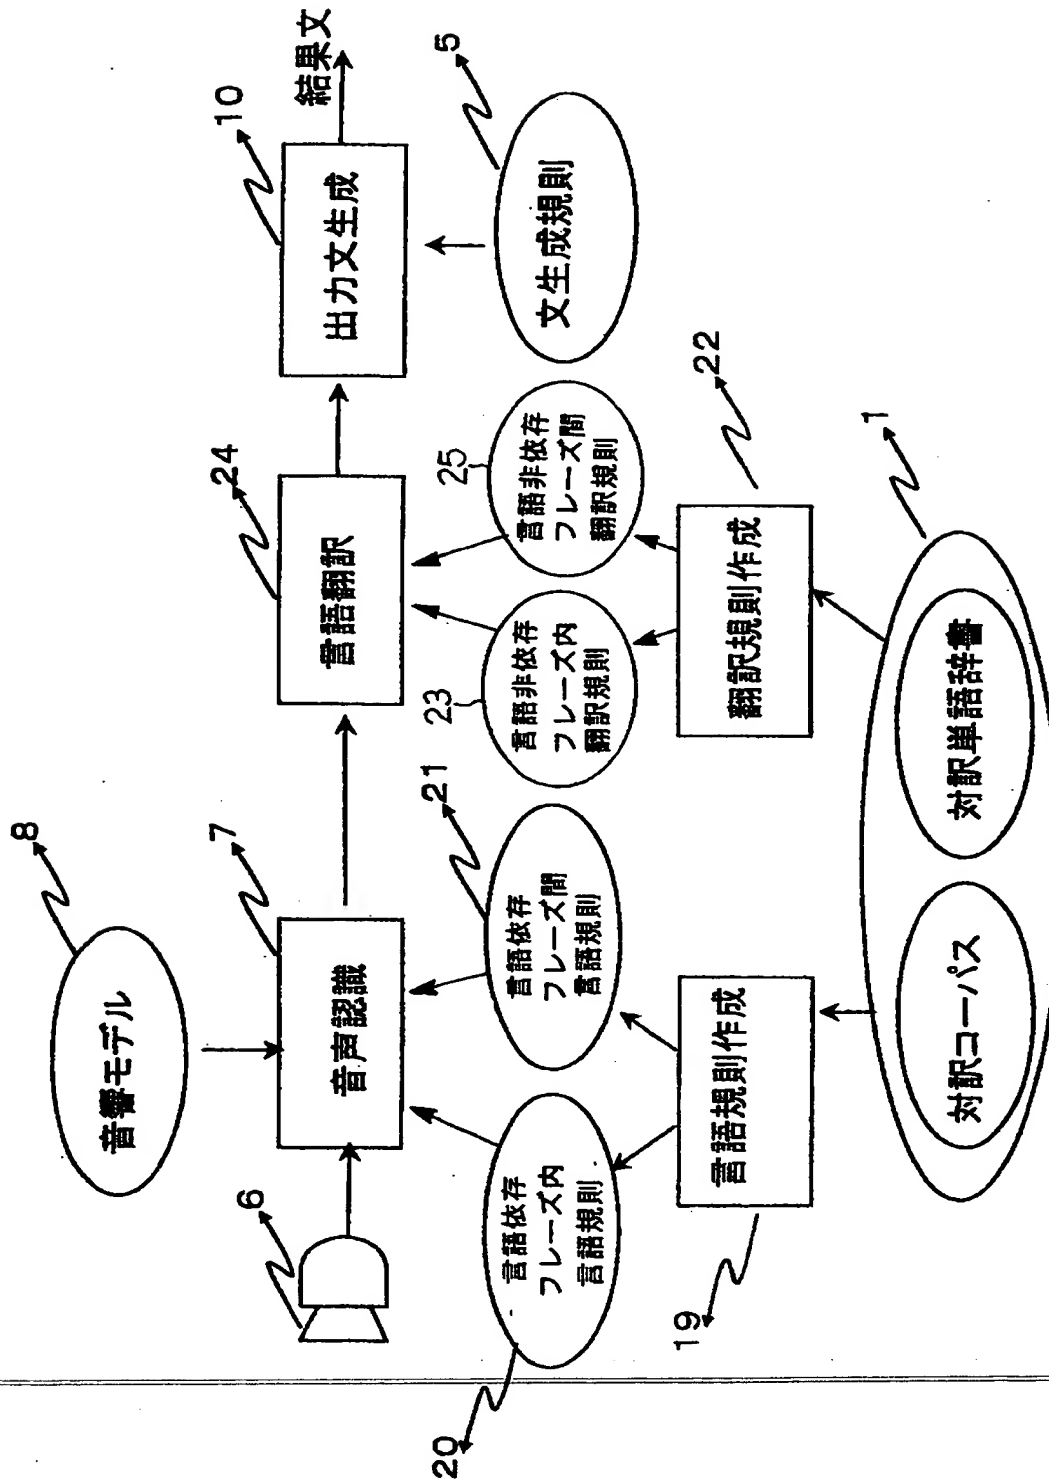 8
音響モデル
6
7
音声認識
24
言語翻訳
10
出力文生成
結果文
20
言語依存
フレーズ内
言語規則
21
言語依存
フレーズ間
言語規則
23
言語非依存
フレーズ内
翻訳規則
25
言語非依存
フレーズ間
翻訳規則
5
文生成規則
19
言語規則作成
22
翻訳規則作成
1
対訳コーパス
対訳単語辞書